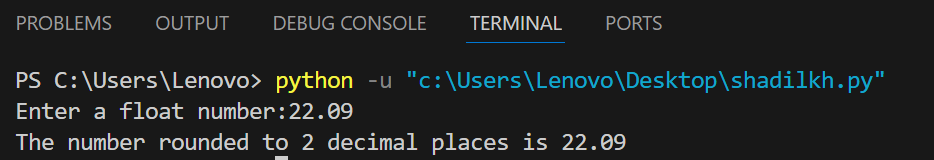 PROBLEMS OUTPUT DEBUG CONSOLE TERMINAL PORTS
PS C:\Users\Lenovo> python -u "c:\Users\Lenovo\Desktop\shadilkh.py"
Enter a float number:22.09
The number rounded to 2 decimal places is 22.09